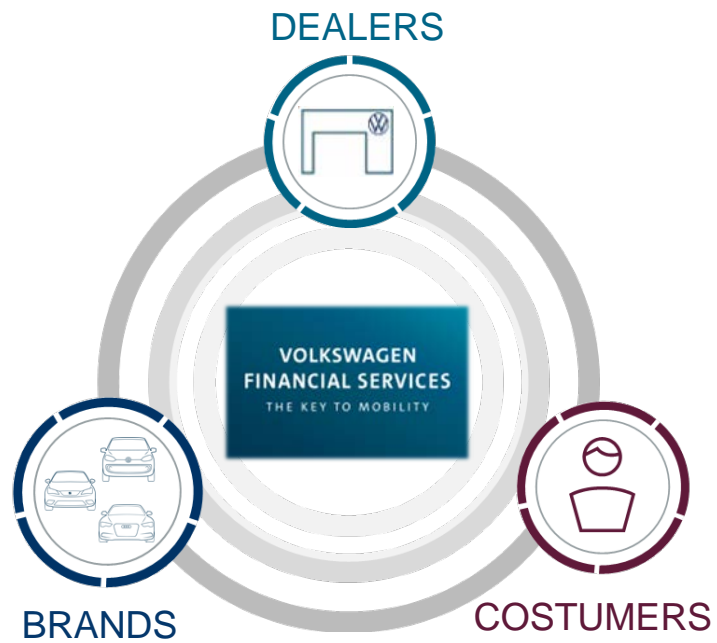 DEALERS
VOLKSWAGEN
FINANCIAL SERVICES
THE KEY TO MOBILITY
BRANDS
COSTUMERS